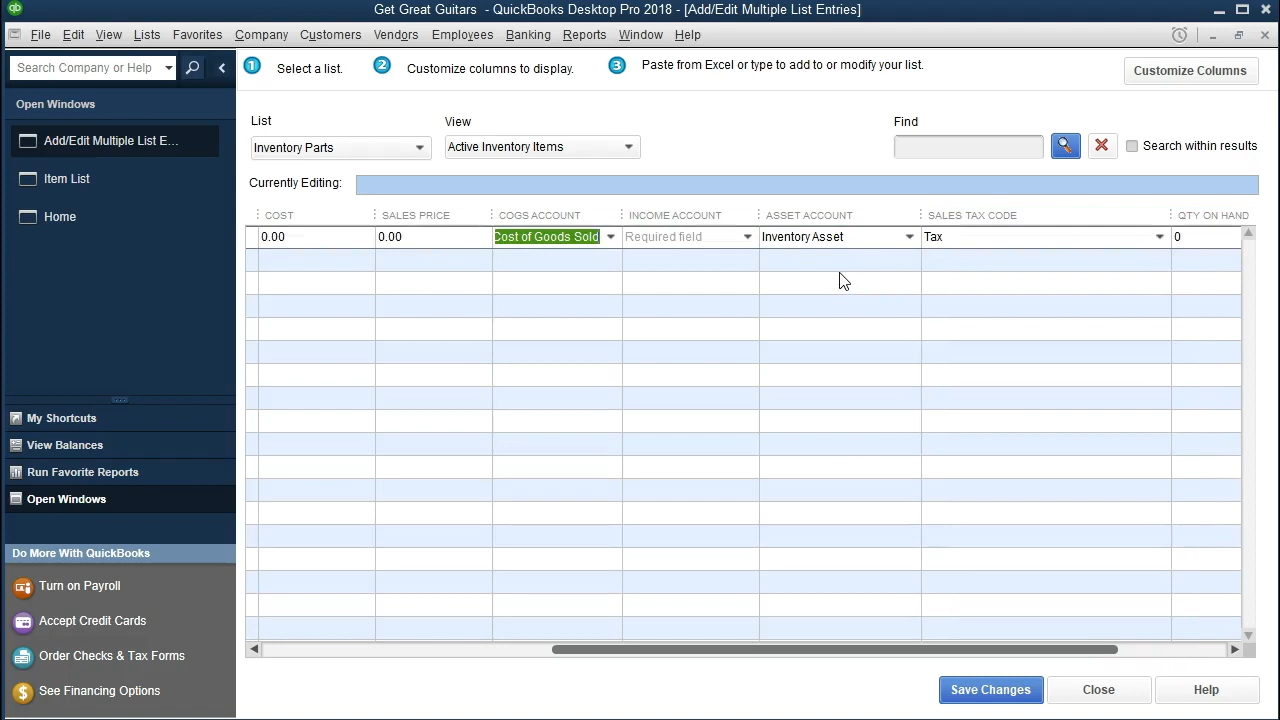 Get Great Guitars - QuickBooks Desktop Pro 2018 - [Add/Edit Multiple List Entries]
File Edit View Lists Favorites Company Customers Vendors Employees Banking Reports Window Help
Search Company or Help
1 Select a list. 2 Customize columns to display. 3 Paste from Excel or type to add to or modify your list.
Customize Columns
Open Windows
Add/Edit Multiple List E...
Item List
Home
List View Find
Inventory Parts Active Inventory Items Search within results
Currently Editing:
COST SALES PRICE COGS ACCOUNT INCOME ACCOUNT ASSET ACCOUNT SALES TAX CODE QTY ON HAND
0.00 0.00 Cost of Goods Sold Required field Inventory Asset Tax 0
My Shortcuts
View Balances
Run Favorite Reports
Open Windows
Do More With QuickBooks
Turn on Payroll
Accept Credit Cards
Order Checks & Tax Forms
See Financing Options
Save Changes Close Help